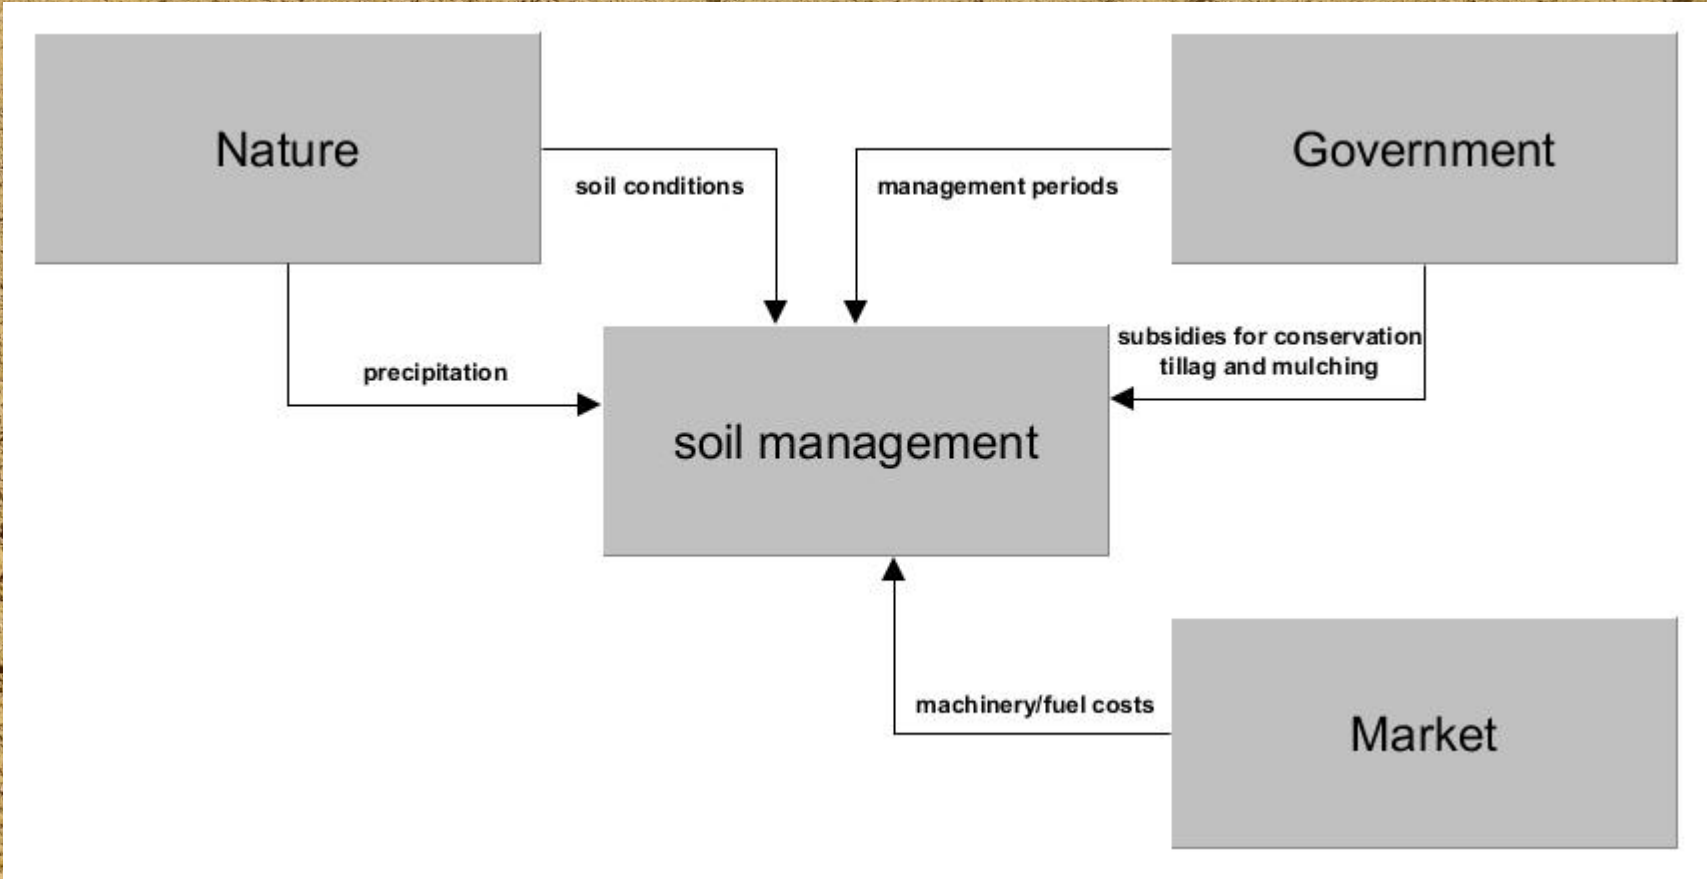 Nature
Government
soil conditions
management periods
subsidies for conservation
tillag and mulching
precipitation
soil management
machinery/fuel costs
Market